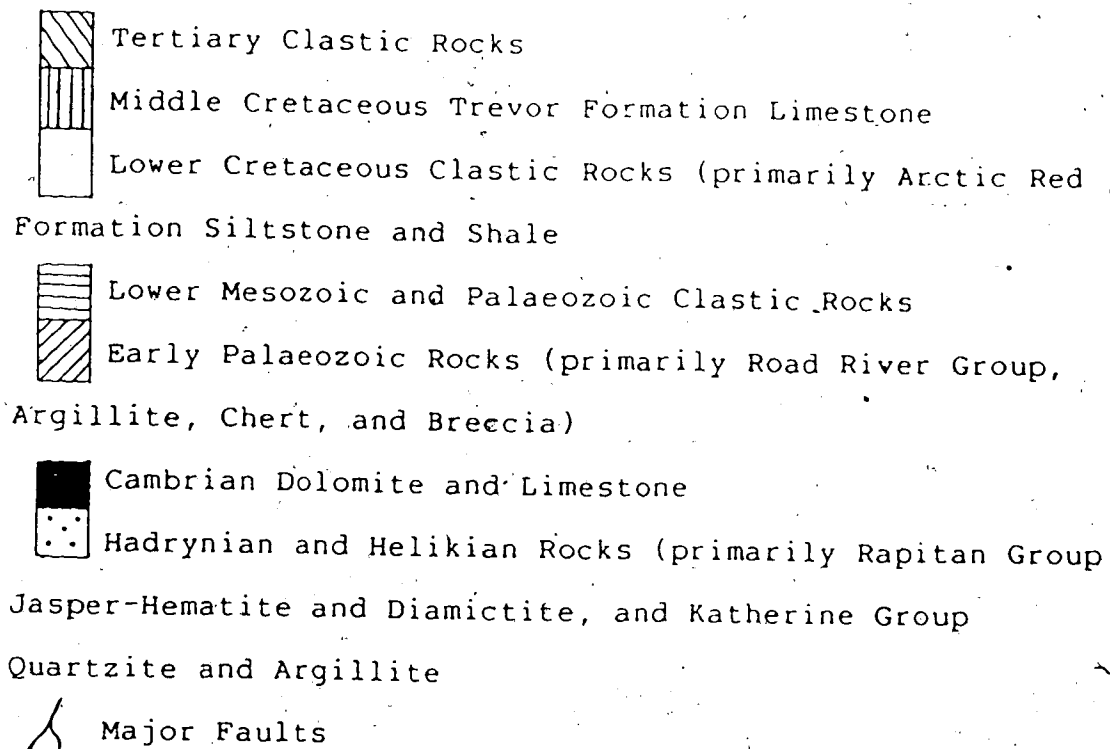 Tertiary Clastic Rocks
Middle Cretaceous Trevor Formation Limestone
Lower Cretaceous Clastic Rocks (primarily Arctic Red
Formation Siltstone and Shale
Lower Mesozoic and Palaeozoic Clastic Rocks
Early Palaeozoic Rocks (primarily Road River Group,
Argillite, Chert, and Breccia)
Cambrian Dolomite and Limestone
Hadrynian and Helikian Rocks (primarily Rapitan Group
Jasper-Hematite and Diamictite, and Katherine Group
Quartzite and Argillite
Major Faults